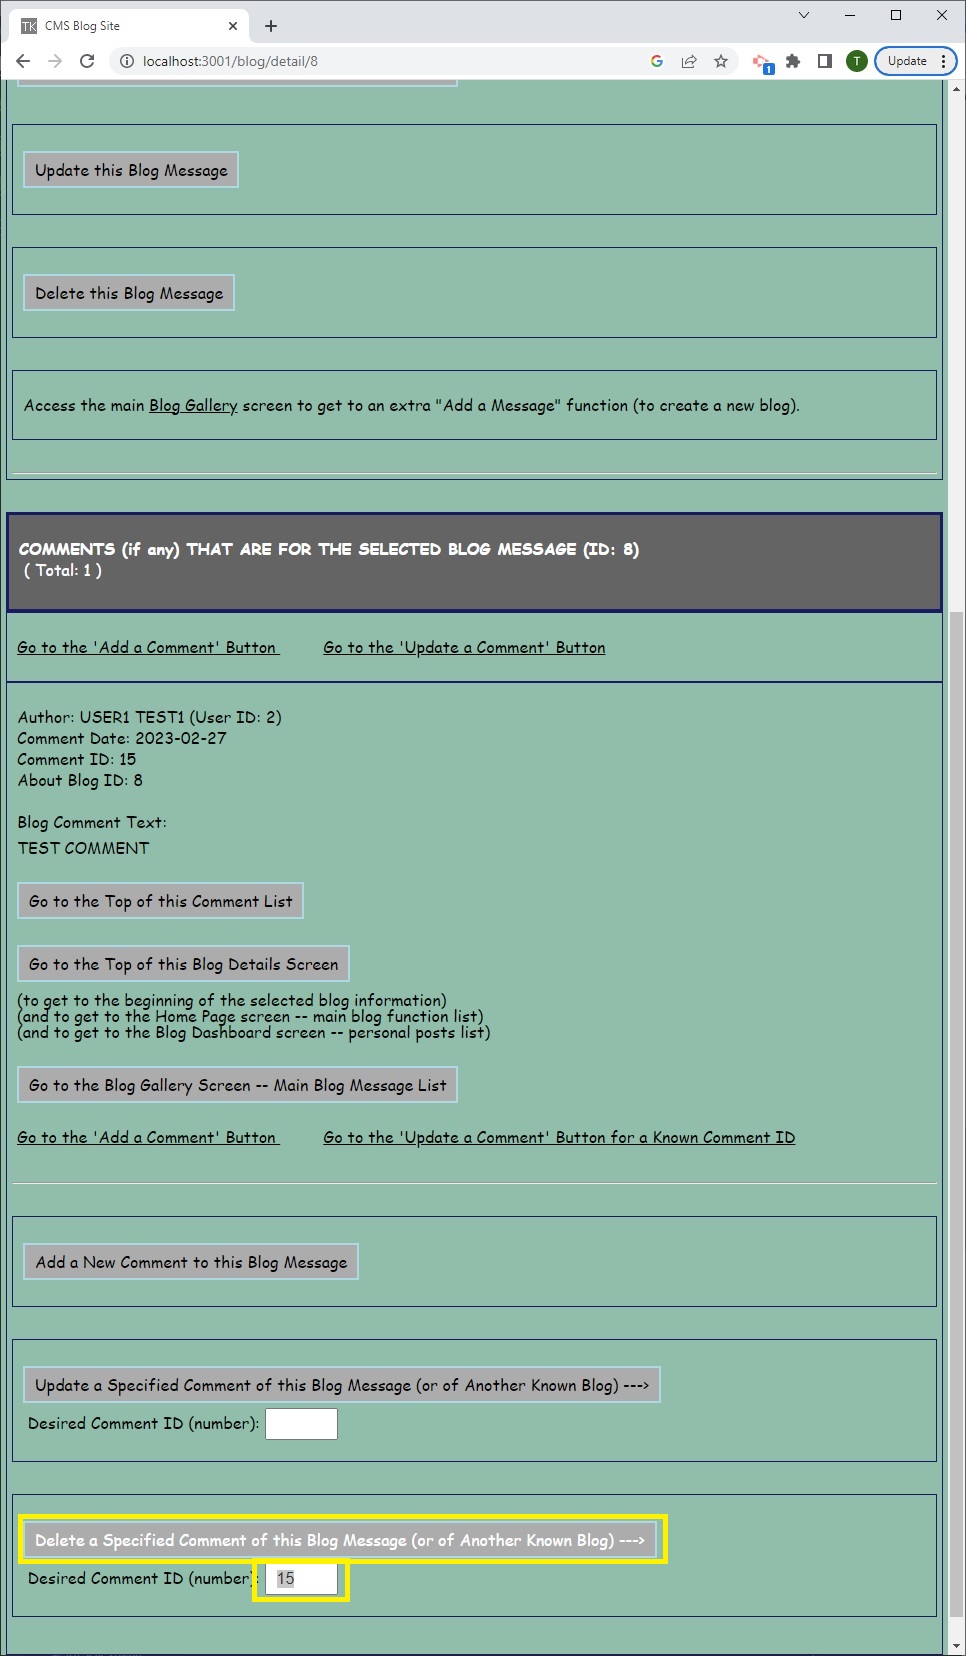 TK CMS Blog Site
localhost:3001/blog/detail/8
1
T
Update
Update this Blog Message
Delete this Blog Message
Access the main Blog Gallery screen to get to an extra "Add a Message" function (to create a new blog).
COMMENTS (if any) THAT ARE FOR THE SELECTED BLOG MESSAGE (ID: 8)
( Total: 1 )
Go to the 'Add a Comment' Button Go to the 'Update a Comment' Button
Author: USER1 TEST1 (User ID: 2)
Comment Date: 2023-02-27
Comment ID: 15
About Blog ID: 8
Blog Comment Text:
TEST COMMENT
Go to the Top of this Comment List
Go to the Top of this Blog Details Screen
(to get to the beginning of the selected blog information)
(and to get to the Home Page screen -- main blog function list)
(and to get to the Blog Dashboard screen -- personal posts list)
Go to the Blog Gallery Screen -- Main Blog Message List
Go to the 'Add a Comment' Button Go to the 'Update a Comment' Button for a Known Comment ID
Add a New Comment to this Blog Message
Update a Specified Comment of this Blog Message (or of Another Known Blog) --->
Desired Comment ID (number):
Delete a Specified Comment of this Blog Message (or of Another Known Blog) --->
Desired Comment ID (number): 15